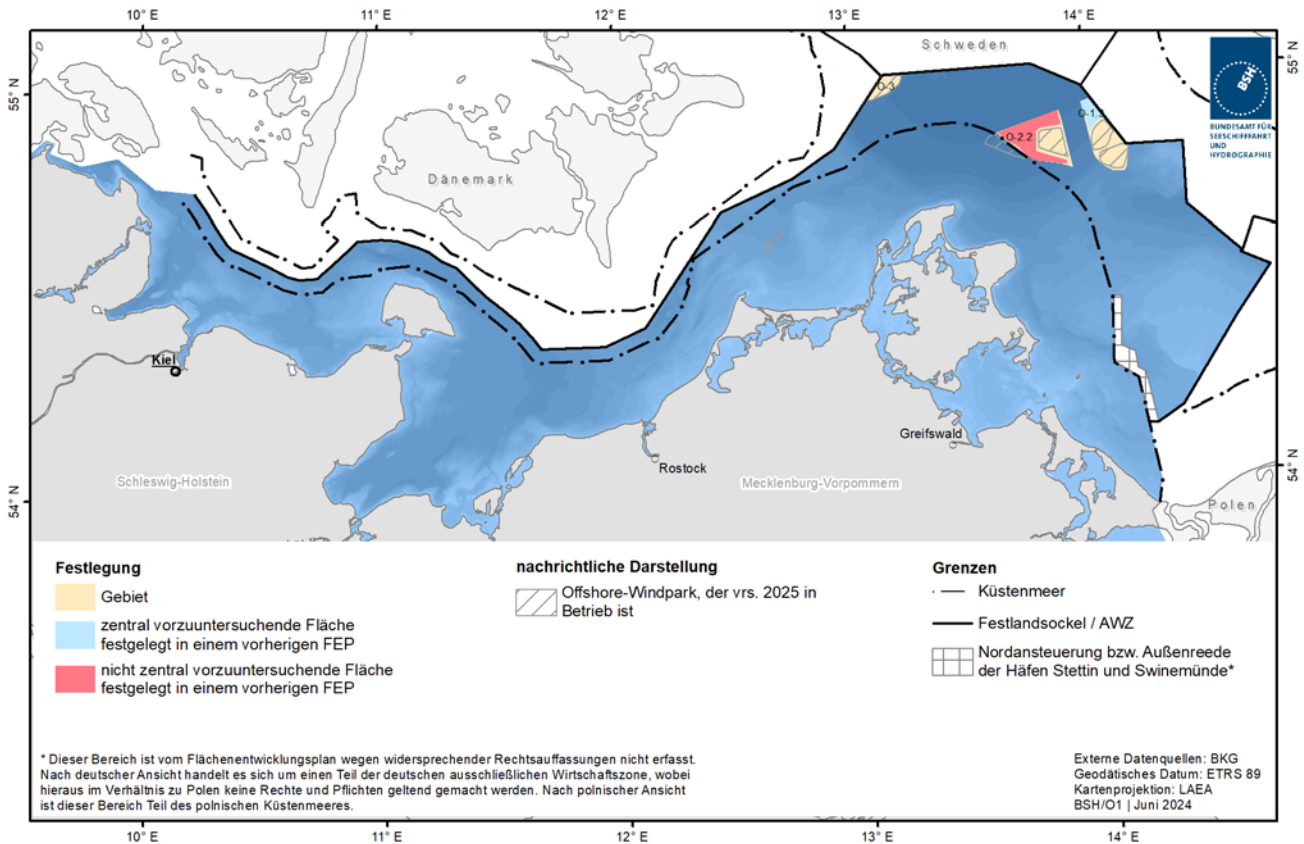 10° E 11° E 12° E 13° E 14° E
55° N
55° N
Schweden
BSH
BUNDESAMT FÜR
SEESCHIFFFAHRT
UND
HYDROGRAPHIE
O-3
O-2.2
Dänemark
Kiel
Greifswald
Rostock
Schleswig-Holstein
Mecklenburg-Vorpommern
Polen
54° N
54° N
Festlegung
Gebiet
zentral vorzuuntersuchende Fläche
festgelegt in einem vorherigen FEP
nicht zentral vorzuuntersuchende Fläche
festgelegt in einem vorherigen FEP
nachrichtliche Darstellung
Offshore-Windpark, der vrs. 2025 in
Betrieb ist
Grenzen
Küstenmeer
Festlandsockel / AWZ
Nordansteuerung bzw. Außenreede
der Häfen Stettin und Swinemünde*
* Dieser Bereich ist vom Flächenentwicklungsplan wegen widersprechender Rechtsauffassungen nicht erfasst.
Nach deutscher Ansicht handelt es sich um einen Teil der deutschen ausschließlichen Wirtschaftszone, wobei
hieraus im Verhältnis zu Polen keine Rechte und Pflichten geltend gemacht werden. Nach polnischer Ansicht
ist dieser Bereich Teil des polnischen Küstenmeeres.
Externe Datenquellen: BKG
Geodätisches Datum: ETRS 89
Kartenprojektion: LAEA
BSH/O1 | Juni 2024
10° E 11° E 12° E 13° E 14° E